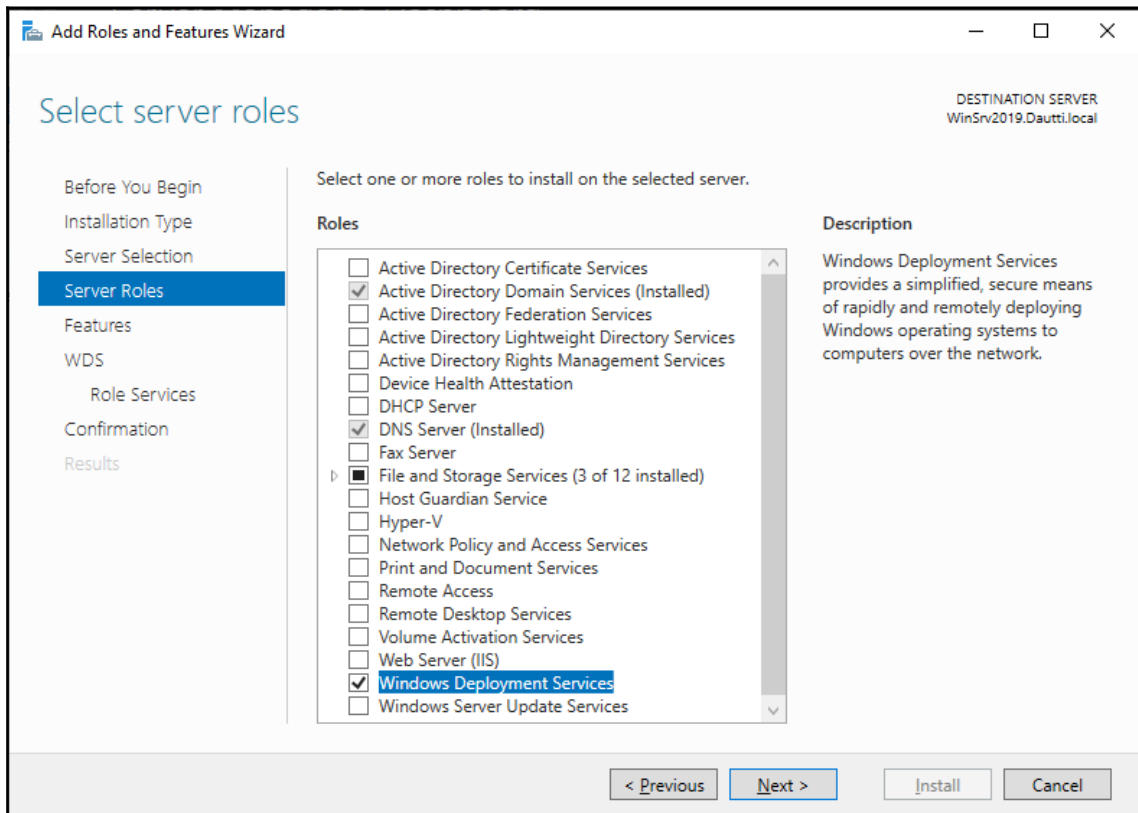 Add Roles and Features Wizard
Select server roles
DESTINATION SERVER
WinSrv2019.Dautti.local
Before You Begin
Installation Type
Server Selection
Server Roles
Features
WDS
Role Services
Confirmation
Results
Select one or more roles to install on the selected server.
Roles
Active Directory Certificate Services
Active Directory Domain Services (Installed)
Active Directory Federation Services
Active Directory Lightweight Directory Services
Active Directory Rights Management Services
Device Health Attestation
DHCP Server
DNS Server (Installed)
Fax Server
File and Storage Services (3 of 12 installed)
Host Guardian Service
Hyper-V
Network Policy and Access Services
Print and Document Services
Remote Access
Remote Desktop Services
Volume Activation Services
Web Server (IIS)
Windows Deployment Services
Windows Server Update Services
Description
Windows Deployment Services
provides a simplified, secure means
of rapidly and remotely deploying
Windows operating systems to
computers over the network.
< Previous
Next >
Install
Cancel